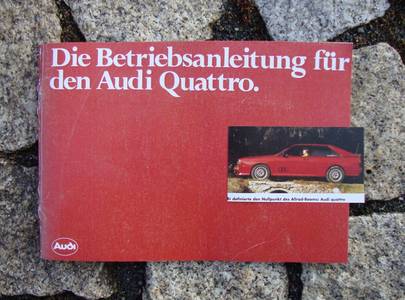 Die Betriebsanleitung für
den Audi Quattro.
definierte den Nullpunkt des Allrad-Booms: Audi quattro
Audi